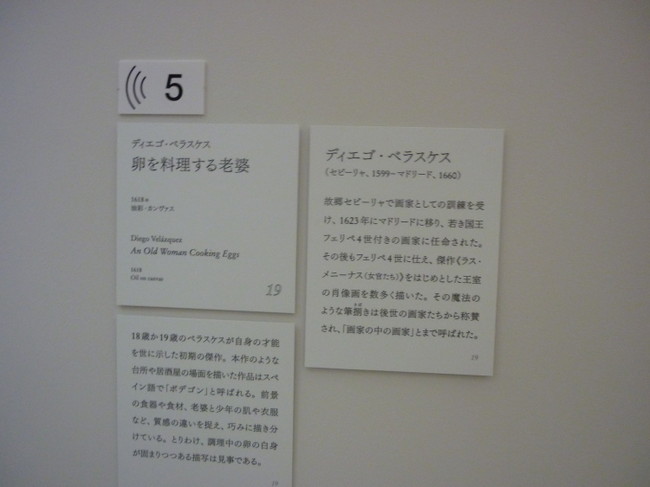 5
ディエゴ・ベラスケス
卵を料理する老婆
1618年
油彩・カンヴァス
Diego Velázquez
An Old Woman Cooking Eggs
1618
Oil on canvas
19
ディエゴ・ベラスケス
(セビーリャ、1599–マドリード、1660)
故郷セビーリャで画家としての訓練を受
け、1623年にマドリードに移り、若き国王
フェリペ4世付きの画家に任命された。
その後もフェリペ4世に仕え、傑作《ラス・
メニーナス(女官たち)》をはじめとした王室
の肖像画を数多く描いた。その魔法の
ような筆捌きは後世の画家たちから称賛
され、「画家の中の画家」とまで呼ばれた。
19
18歳か19歳のベラスケスが自身の才能
を世に示した初期の傑作。本作のような
台所や居酒屋の場面を描いた作品はスペ
イン語で「ボデゴン」と呼ばれる。前景
の食器や食材、老婆と少年の肌や衣服
など、質感の違いを捉え、巧みに描き分
けている。とりわけ、調理中の卵の白身
が固まりつつある描写は見事である。
19